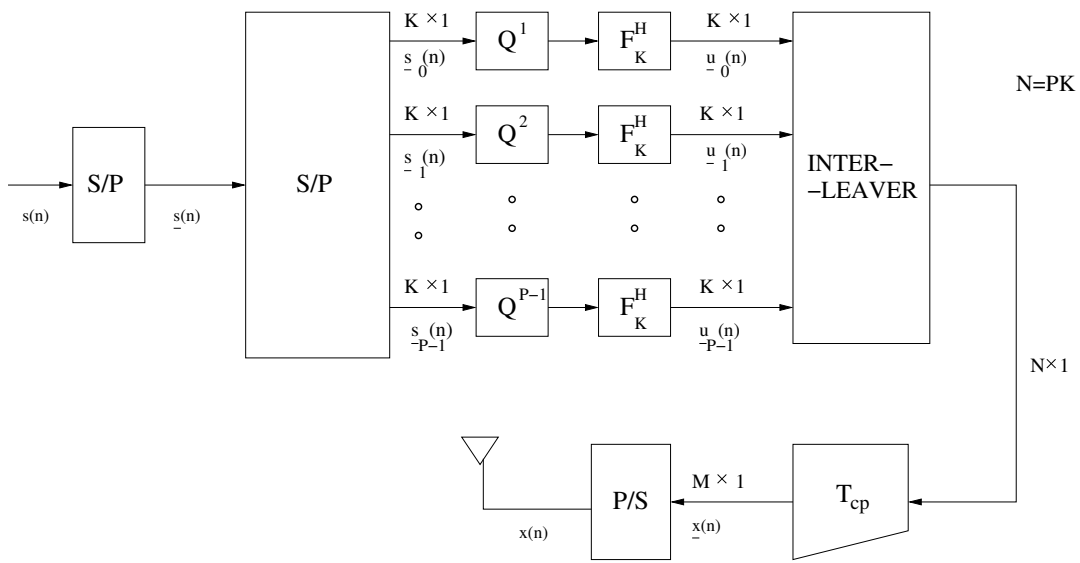 K × 1
K × 1
K × 1
Q^1
F_K^H
s_0(n)
u_0(n)
N=PK
K × 1
K × 1
Q^2
F_K^H
s_1(n)
u_1(n)
S/P
S/P
INTER-
-LEAVER
s(n)
s(n)
K × 1
K × 1
Q^{P-1}
F_K^H
s_{P-1}(n)
u_{P-1}(n)
N × 1
P/S
M × 1
T_cp
x(n)
x(n)